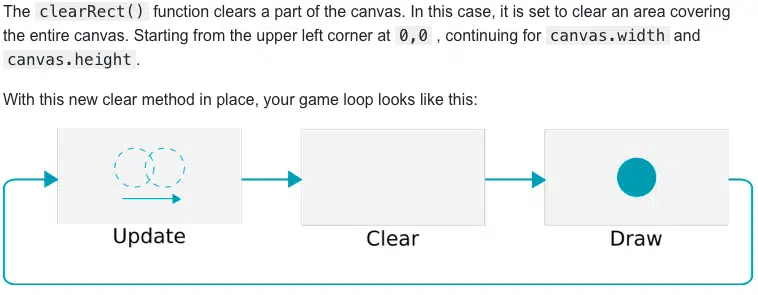 The clearRect() function clears a part of the canvas. In this case, it is set to clear an area covering
the entire canvas. Starting from the upper left corner at 0,0 , continuing for canvas.width and
canvas.height .
With this new clear method in place, your game loop looks like this:
Update
Clear
Draw